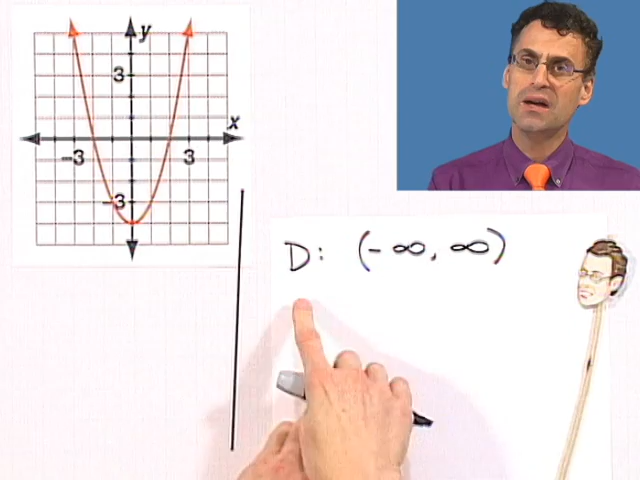 y
3
x
-3 3
-3
D: (-∞, ∞)